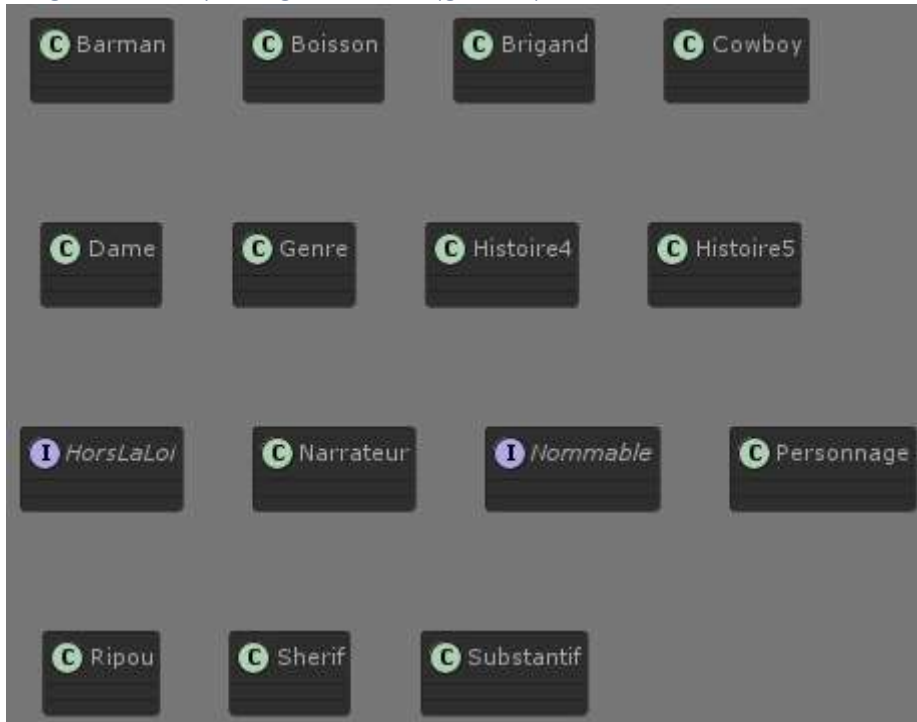 C Barman C Boisson C Brigand C Cowboy
C Dame C Genre C Histoire4 C Histoire5
I HorsLaLoi C Narrateur I Nommable C Personnage
C Ripou C Sherif C Substantif